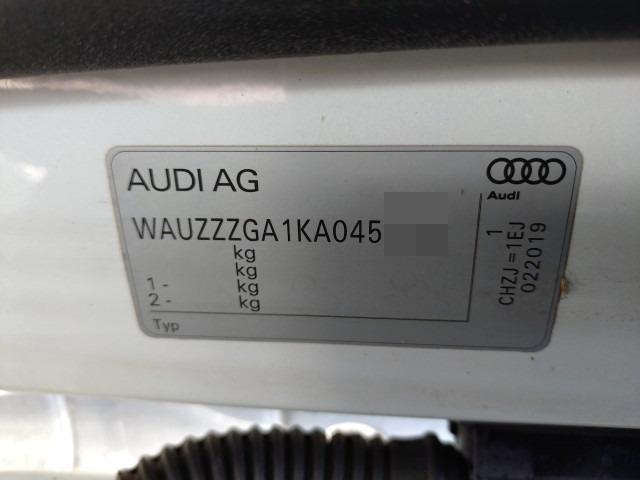 AUDI AG
Audi
WAUZZZGA1KA045
kg
kg
1 - kg
2 - kg
Typ
1
CHZJ = 1EJ
022019